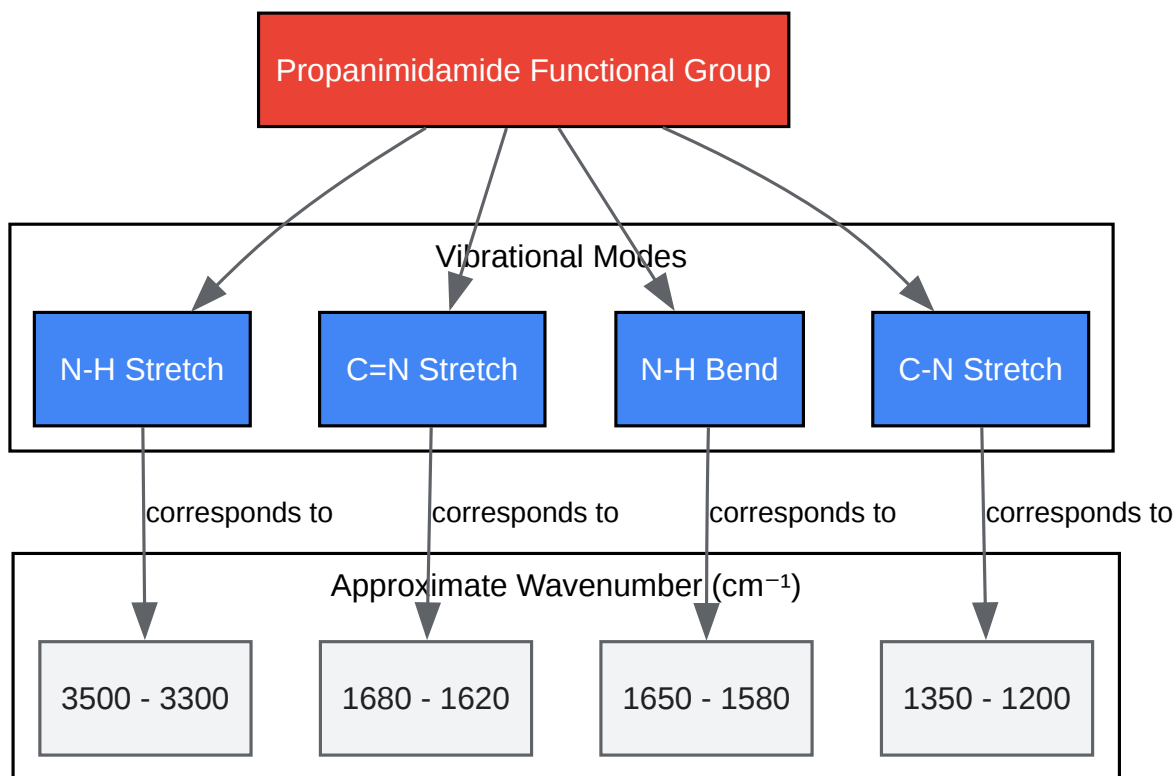 Propanimidamide Functional Group
Vibrational Modes
N-H Stretch
C=N Stretch
N-H Bend
C-N Stretch
corresponds to
corresponds to
corresponds to
corresponds to
Approximate Wavenumber (cm⁻¹)
3500 - 3300
1680 - 1620
1650 - 1580
1350 - 1200